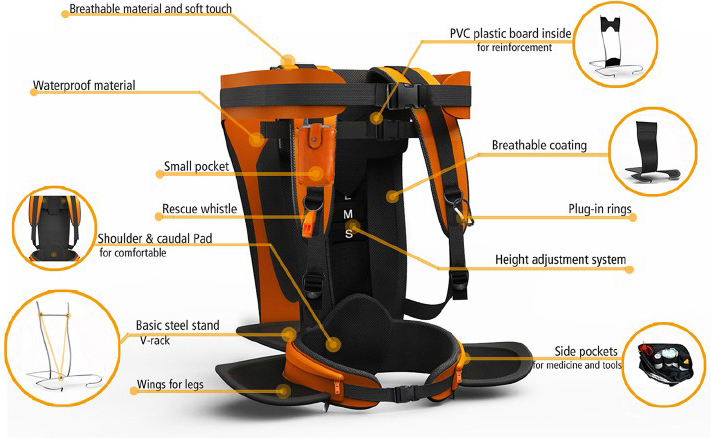 Breathable material and soft touch
PVC plastic board inside
for reinforcement
Waterproof material
Breathable coating
Small pocket
Rescue whistle
Plug-in rings
L
M
S
Shoulder & caudal Pad
for comfortable
Height adjustment system
Basic steel stand
V-rack
Side pockets
for medicine and tools
Wings for legs